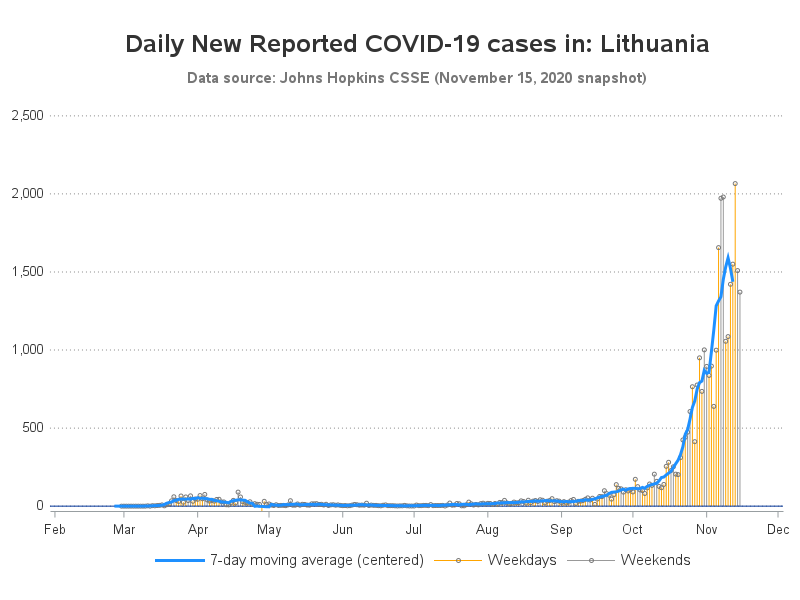 Daily New Reported COVID-19 cases in: Lithuania
Data source: Johns Hopkins CSSE (November 15, 2020 snapshot)
2,500
2,000
1,500
1,000
500
0
Feb Mar Apr May Jun Jul Aug Sep Oct Nov Dec
7-day moving average (centered) Weekdays Weekends